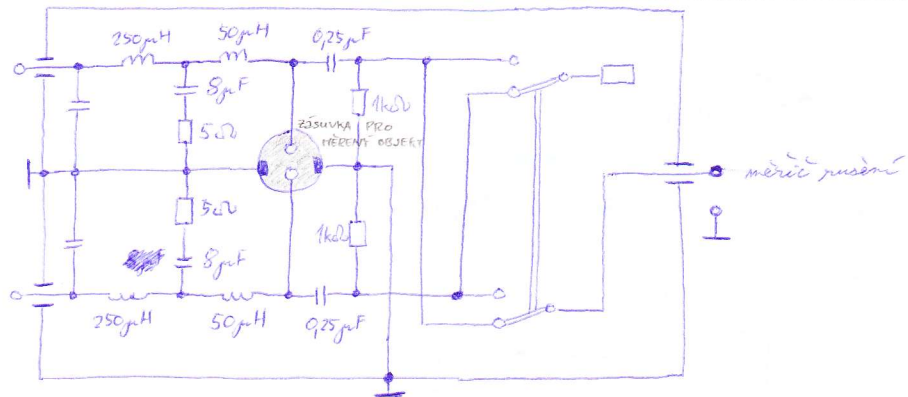 250μH
50μH
0,25μF
8μF
5Ω
1kΩ
ZÁSUVKA PRO
MĚŘENÝ OBJEKT
měřič rušení
5Ω
1kΩ
8μF
250μH
50μH
0,25μF